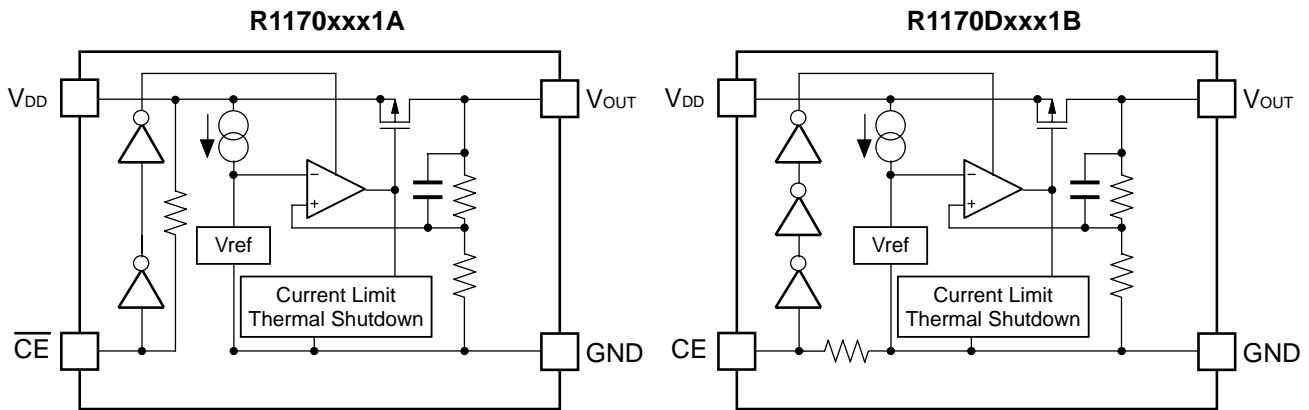 R1170xxx1A
VDD
VOUT
−
+
Vref
Current Limit
Thermal Shutdown
C̅E̅
GND
R1170Dxxx1B
VDD
VOUT
−
+
Vref
Current Limit
Thermal Shutdown
CE
GND